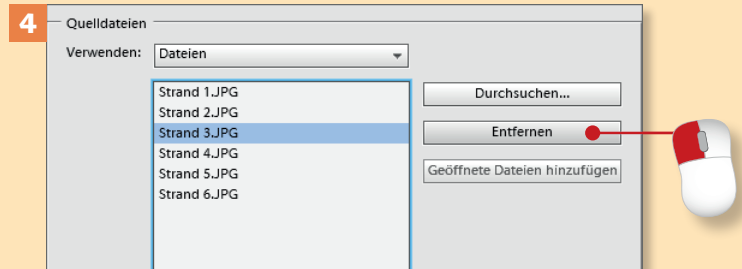 4
Quelldateien
Verwenden: Dateien
Strand 1.JPG
Strand 2.JPG
Strand 3.JPG
Strand 4.JPG
Strand 5.JPG
Strand 6.JPG
Durchsuchen...
Entfernen
Geöffnete Dateien hinzufügen